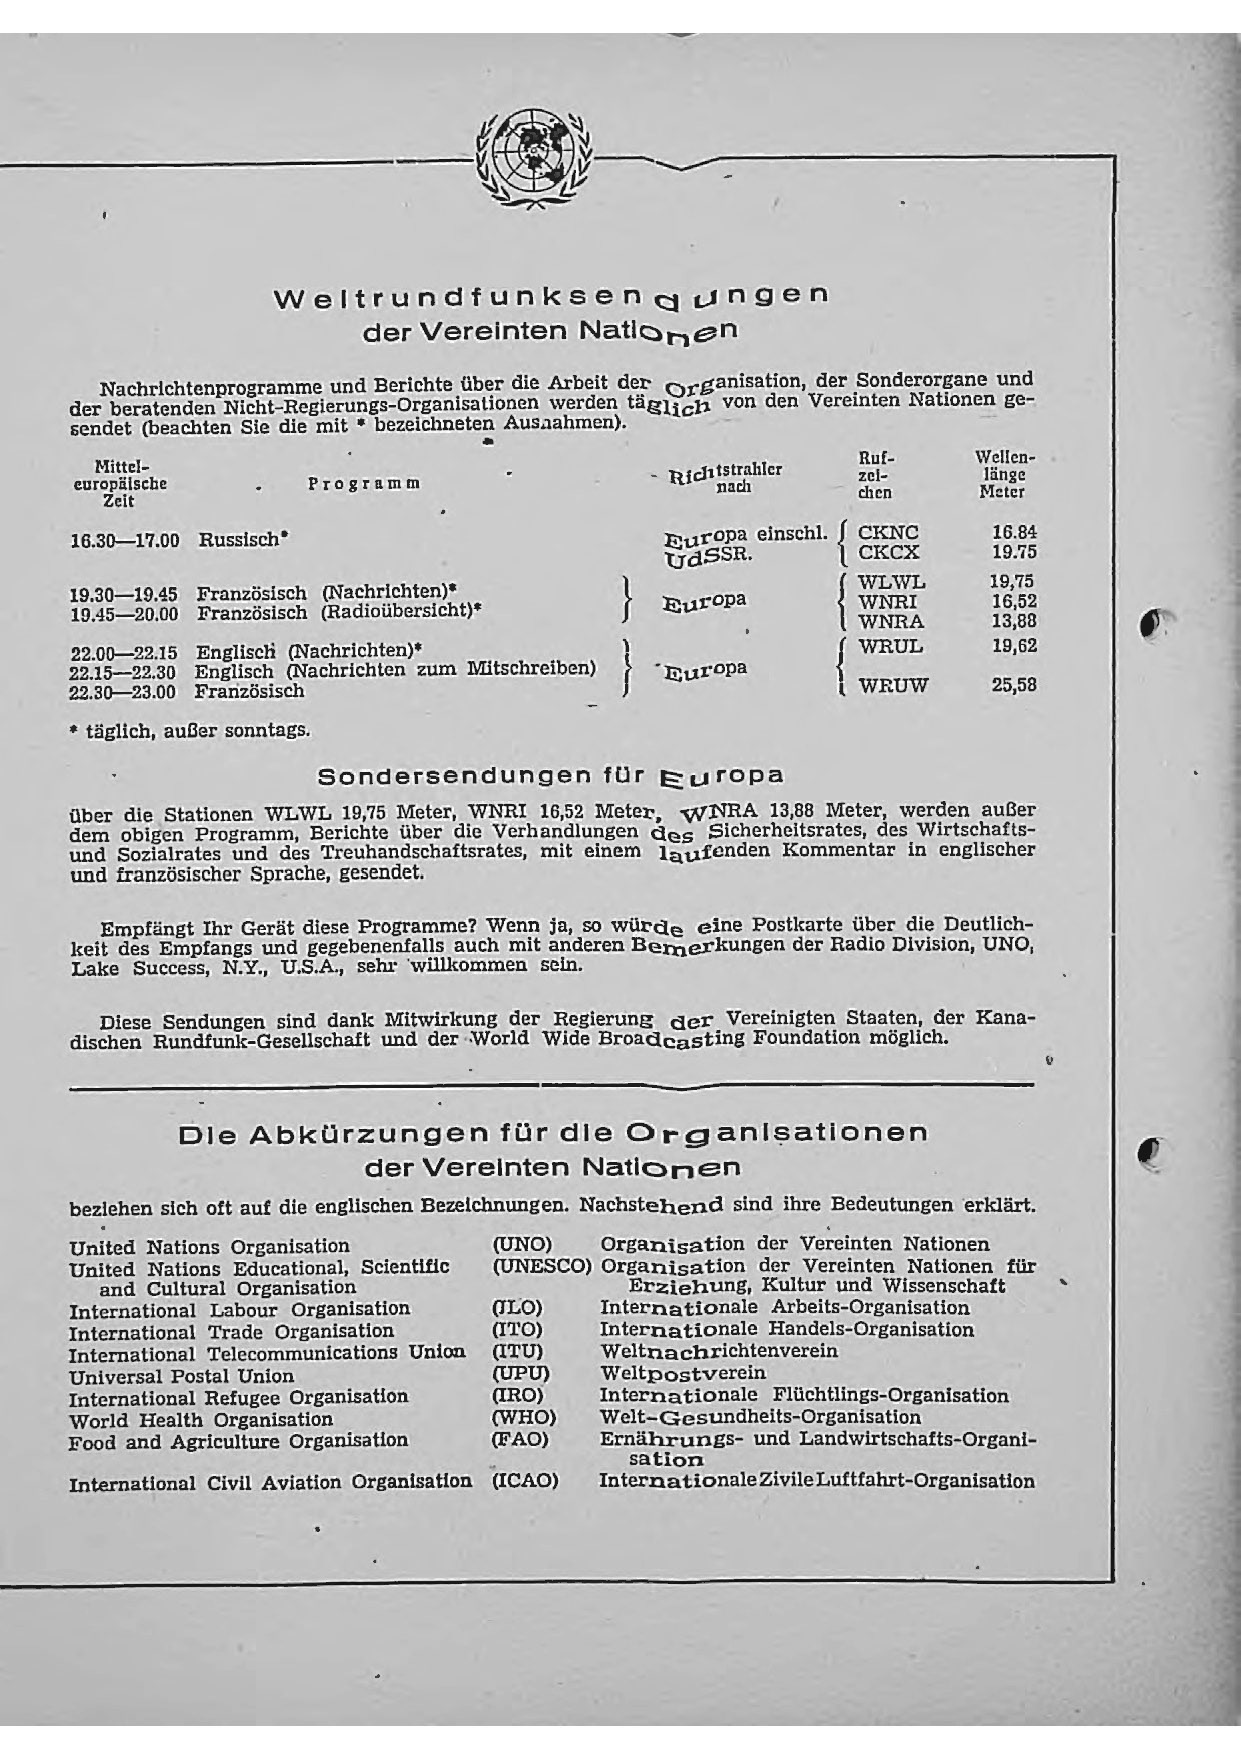 Weltrundfunksendungen
der Vereinten Nationen
Nachrichtenprogramme und Berichte über die Arbeit der Organisation, der Sonderorgane und
der beratenden Nicht-Regierungs-Organisationen werden täglich von den Vereinten Nationen ge-
sendet (beachten Sie die mit * bezeichneten Ausnahmen).
Mittel-
europäische
Zeit
Programm
Richtstrahler
nach
Ruf-
zei-
chen
Wellen-
länge
Meter
16.30—17.00 Russisch* Europa einschl. { CKNC 16.84
UdSSR. CKCX 19.75
WLWL 19,75
19.30—19.45 Französisch (Nachrichten)*
19.45—20.00 Französisch (Radioübersicht)* } Europa { WNRI 16,52
WNRA 13,88
22.00—22.15 Englisch (Nachrichten)* WRUL 19,62
22.15—22.30 Englisch (Nachrichten zum Mitschreiben) } Europa {
22.30—23.00 Französisch WRUW 25,58
* täglich, außer sonntags.
Sondersendungen für Europa
über die Stationen WLWL 19,75 Meter, WNRI 16,52 Meter, WNRA 13,88 Meter, werden außer
dem obigen Programm, Berichte über die Verhandlungen des Sicherheitsrates, des Wirtschafts-
und Sozialrates und des Treuhandschaftsrates, mit einem laufenden Kommentar in englischer
und französischer Sprache, gesendet.
Empfängt Ihr Gerät diese Programme? Wenn ja, so würde eine Postkarte über die Deutlich-
keit des Empfangs und gegebenenfalls auch mit anderen Bemerkungen der Radio Division, UNO,
Lake Success, N.Y., U.S.A., sehr willkommen sein.
Diese Sendungen sind dank Mitwirkung der Regierung der Vereinigten Staaten, der Kana-
dischen Rundfunk-Gesellschaft und der World Wide Broadcasting Foundation möglich.
Die Abkürzungen für die Organisationen
der Vereinten Nationen
beziehen sich oft auf die englischen Bezeichnungen. Nachstehend sind ihre Bedeutungen erklärt.
United Nations Organisation (UNO) Organisation der Vereinten Nationen
United Nations Educational, Scientific (UNESCO) Organisation der Vereinten Nationen für
and Cultural Organisation Erziehung, Kultur und Wissenschaft
International Labour Organisation (ILO) Internationale Arbeits-Organisation
International Trade Organisation (ITO) Internationale Handels-Organisation
International Telecommunications Union (ITU) Weltnachrichtenverein
Universal Postal Union (UPU) Weltpostverein
International Refugee Organisation (IRO) Internationale Flüchtlings-Organisation
World Health Organisation (WHO) Welt-Gesundheits-Organisation
Food and Agriculture Organisation (FAO) Ernährungs- und Landwirtschafts-Organi-
sation
International Civil Aviation Organisation (ICAO) Internationale Zivile Luftfahrt-Organisation